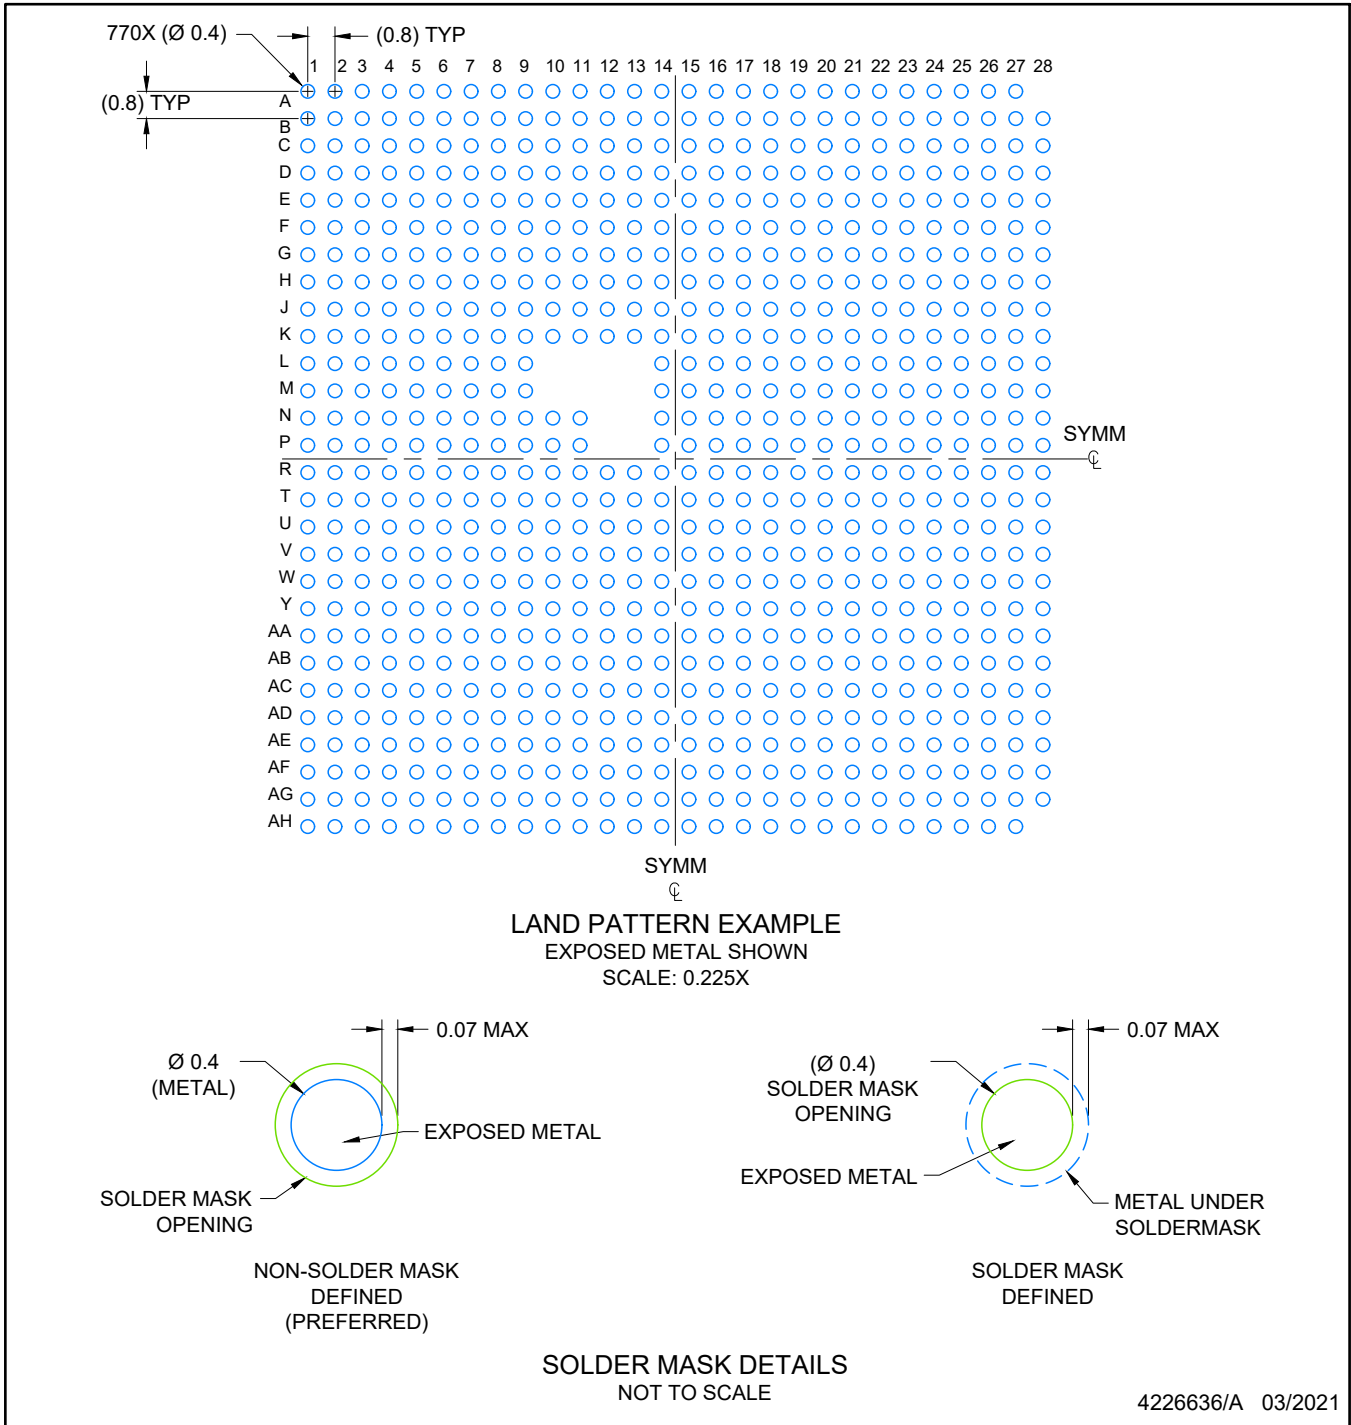 770X (Ø 0.4)
(0.8) TYP
1 2 3 4 5 6 7 8 9 10 11 12 13 14 15 16 17 18 19 20 21 22 23 24 25 26 27 28
(0.8) TYP
A
B
C
D
E
F
G
H
J
K
L
M
N
P
SYMM
R
T
U
V
W
Y
AA
AB
AC
AD
AE
AF
AG
AH
SYMM
LAND PATTERN EXAMPLE
EXPOSED METAL SHOWN
SCALE: 0.225X
0.07 MAX
Ø 0.4
(METAL)
EXPOSED METAL
SOLDER MASK
OPENING
NON-SOLDER MASK
DEFINED
(PREFERRED)
0.07 MAX
(Ø 0.4)
SOLDER MASK
OPENING
EXPOSED METAL
METAL UNDER
SOLDERMASK
SOLDER MASK
DEFINED
SOLDER MASK DETAILS
NOT TO SCALE
4226636/A 03/2021